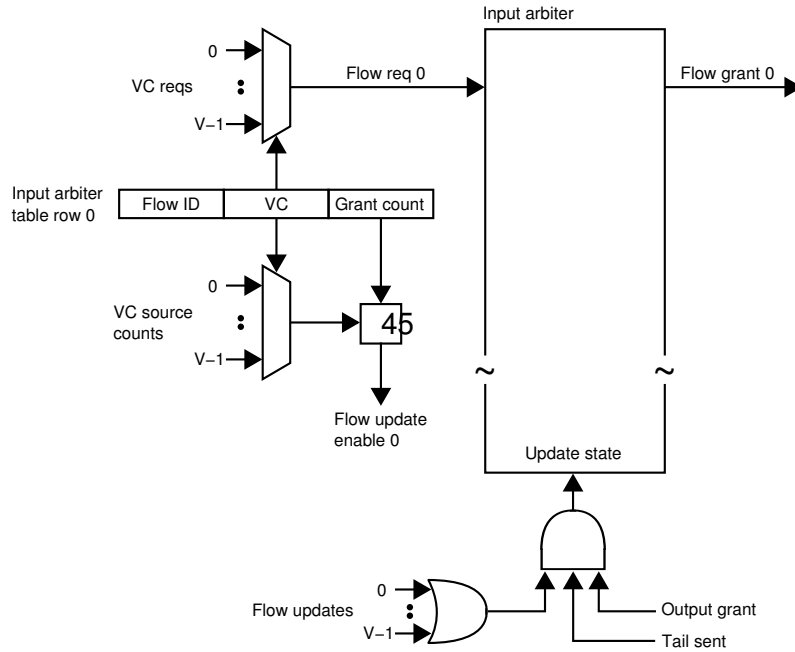 Input arbiter
0
VC reqs
V−1
Flow req 0
Flow grant 0
Input arbiter
table row 0
Flow ID
VC
Grant count
0
VC source
counts
V−1
45
~
~
Flow update
enable 0
Update state
0
Flow updates
V−1
Output grant
Tail sent